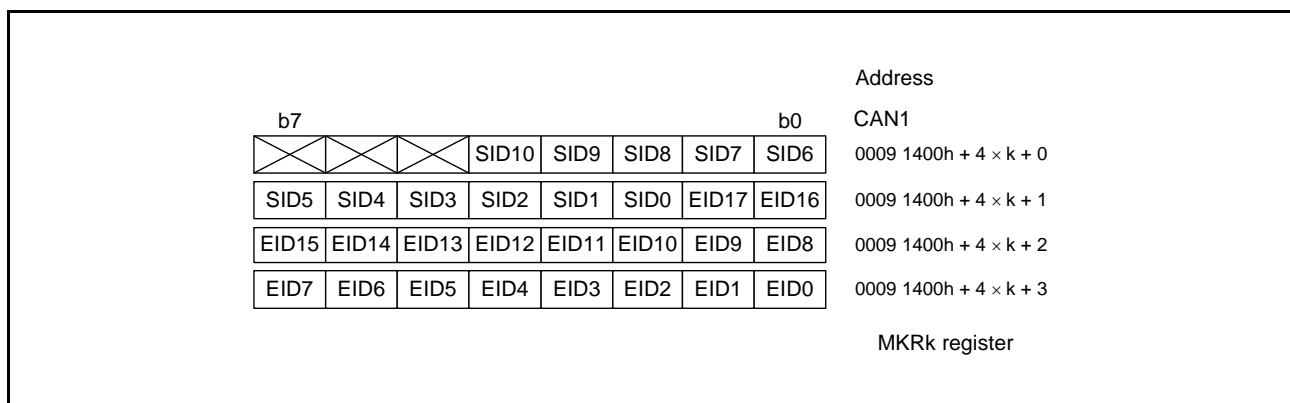 Address
b7 b0 CAN1
SID10 SID9 SID8 SID7 SID6 0009 1400h + 4 × k + 0
SID5 SID4 SID3 SID2 SID1 SID0 EID17 EID16 0009 1400h + 4 × k + 1
EID15 EID14 EID13 EID12 EID11 EID10 EID9 EID8 0009 1400h + 4 × k + 2
EID7 EID6 EID5 EID4 EID3 EID2 EID1 EID0 0009 1400h + 4 × k + 3
MKRk register